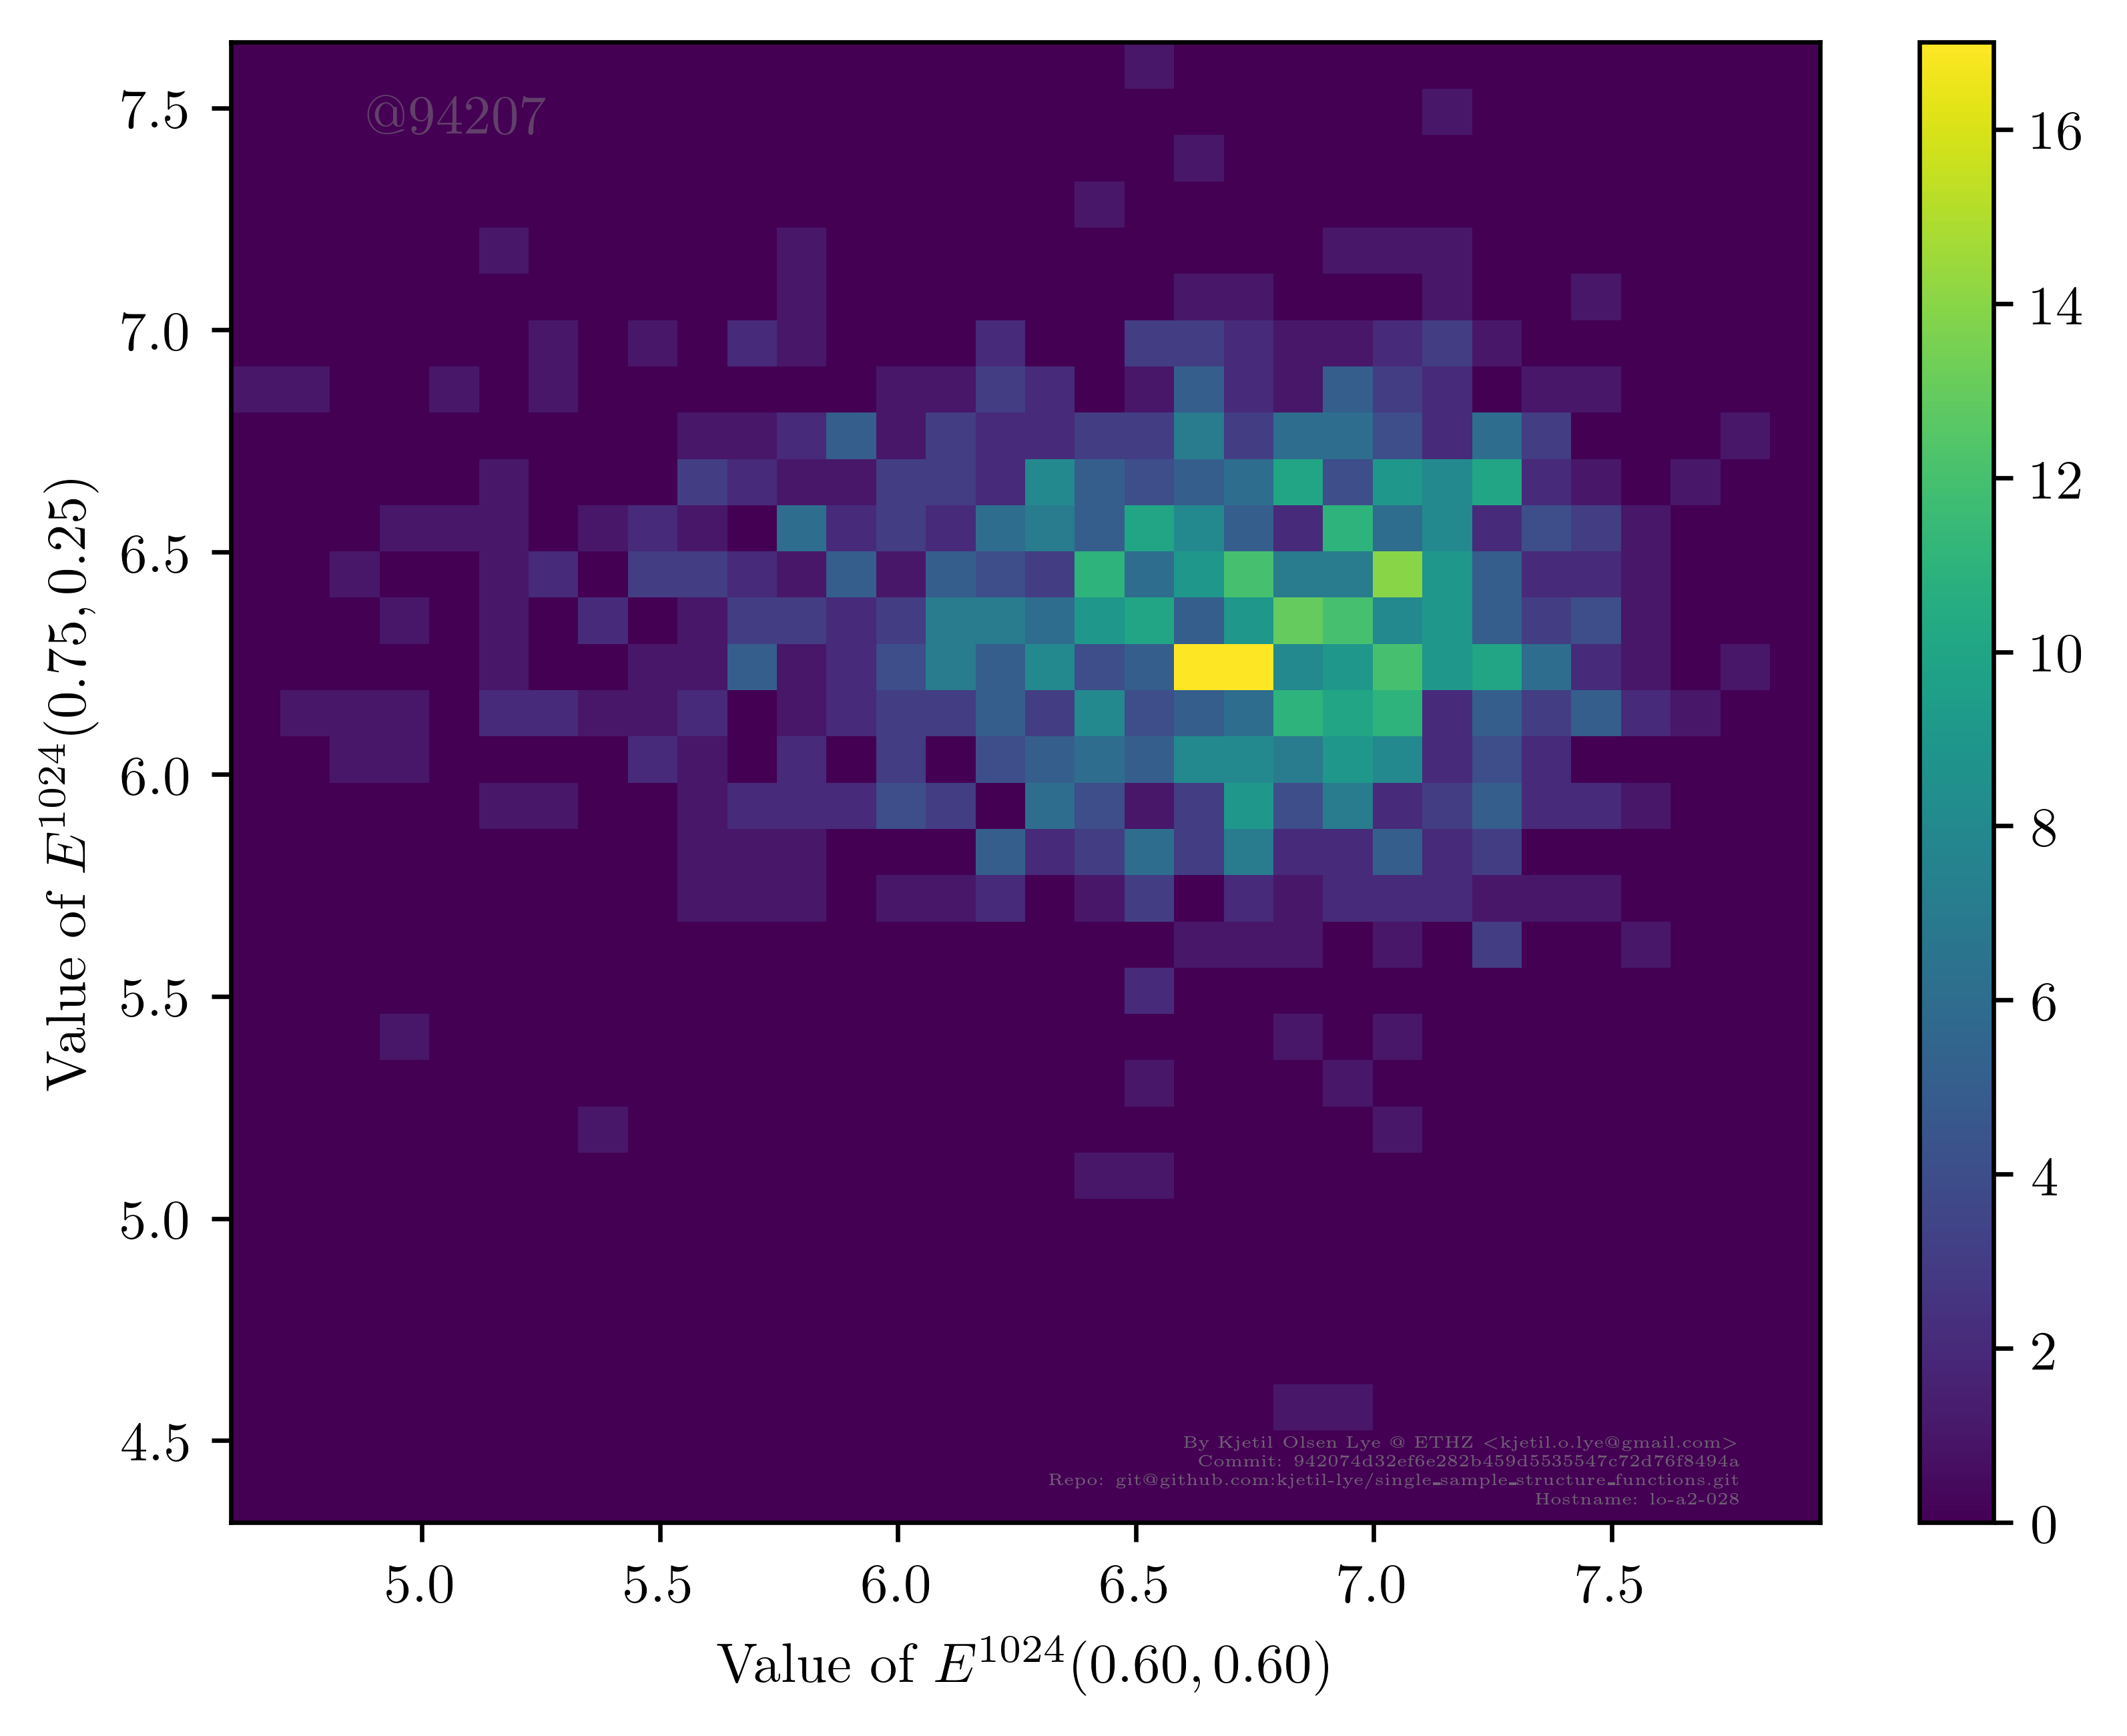 @94207
7.5
7.0
6.5
6.0
5.5
5.0
4.5
Value of E^1024(0.75, 0.25)
5.0 5.5 6.0 6.5 7.0 7.5
Value of E^1024(0.60, 0.60)
16
14
12
10
8
6
4
2
0
By Kjetil Olsen Lye @ ETHZ <kjetil.o.lye@gmail.com>
Commit: 942074d32ef6e282b459d5535547c72d76f8494a
Repo: git@github.com:kjetil-lye/single_sample_structure_functions.git
Hostname: lo-a2-028